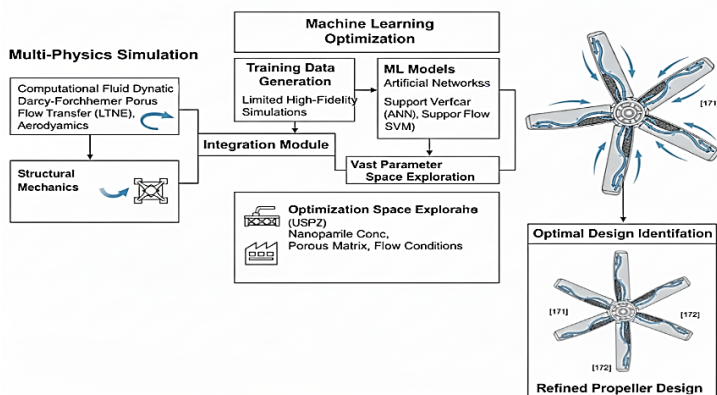 Machine Learning
Optimization
Multi-Physics Simulation
Computational Fluid Dynatic
Darcy-Forchhemer Porus
Flow Transfer (LTNE),
Aerodyamics
Structural
Mechanics
Training Data
Generation
Limited High-Fidelity
Simulations
ML Models
Artificial Networkss
Support Verfcar
(ANN), Suppor Flow
SVM)
Integration Module
Vast Parameter
Space Exploration
Optimization Space Explorahe
(USPZ)
Nanoparrile Conc,
Porous Matrix, Flow Conditions
[171
Optimal Design Identifation
[171]
[172]
[172]
Refined Propeller Design